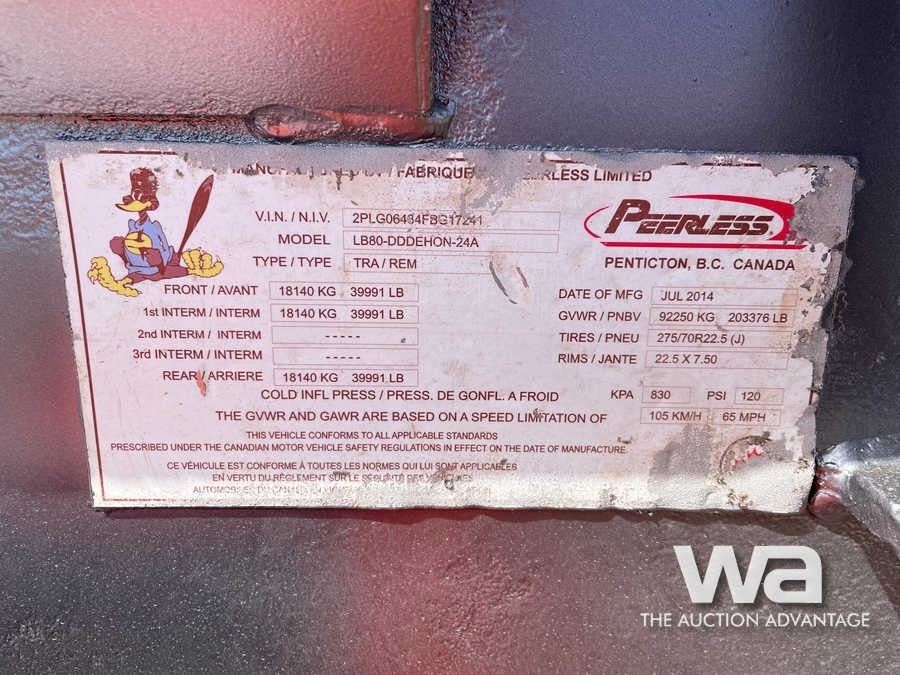 FABRIQUE
LIMITED
PEERLESS
PENTICTON, B.C. CANADA
V.I.N. / N.I.V.
MODEL LB80-DDDEHON-24A
TYPE / TYPE TRA / REM
FRONT / AVANT 18140 KG 39991 LB
1st INTERM / INTERM 18140 KG 39991 LB
2nd INTERM / INTERM -----
3rd INTERM / INTERM -----
REAR / ARRIERE 18140 KG 39991 LB
DATE OF MFG JUL 2014
GVWR / PNBV 92250 KG 203376 LB
TIRES / PNEU 275/70R22.5 (J)
RIMS / JANTE 22.5 X 7.50
COLD INFL PRESS / PRESS. DE GONFL. A FROID KPA 830 PSI 120
THE GVWR AND GAWR ARE BASED ON A SPEED LIMITATION OF 105 KM/H 65 MPH
THIS VEHICLE CONFORMS TO ALL APPLICABLE STANDARDS
PRESCRIBED UNDER THE CANADIAN MOTOR VEHICLE SAFETY REGULATIONS IN EFFECT ON THE DATE OF MANUFACTURE.
CE VÉHICULE EST CONFORME À TOUTES LES NORMES QUI LUI SONT APPLICABLES
EN VERTU DU RÈGLEMENT SUR LE
wa
THE AUCTION ADVANTAGE